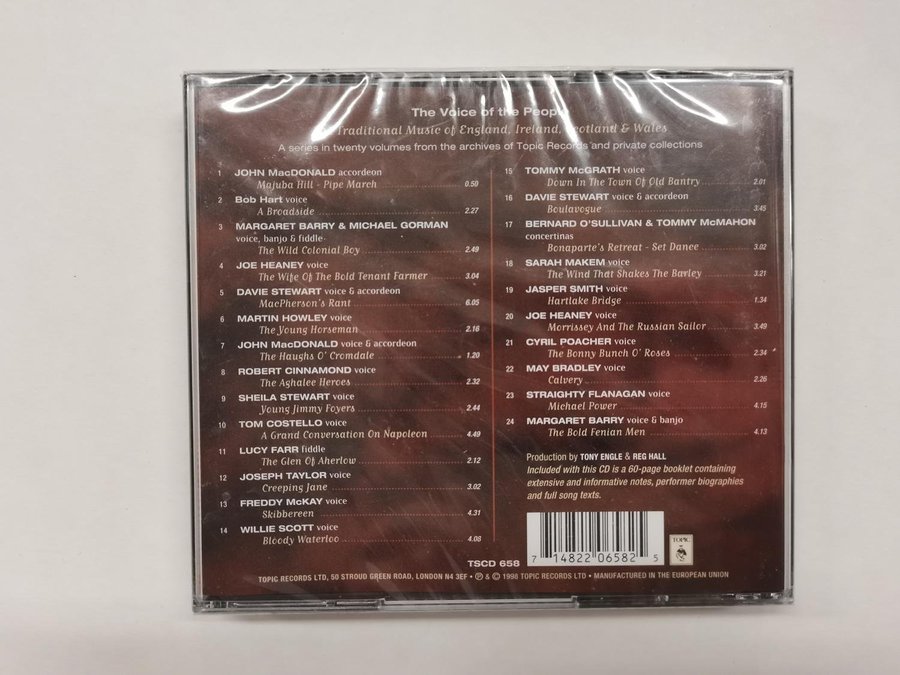 The Voice of the People
Traditional Music of England, Ireland, Scotland & Wales
A series in twenty volumes from the archives of Topic Records and private collections
1 JOHN MacDONALD accordeon
Majuba Hill - Pipe March 0.50
2 Bob Hart voice
A Broadside 2.27
3 MARGARET BARRY & MICHAEL GORMAN
voice, banjo & fiddle
The Wild Colonial Boy 2.49
4 JOE HEANEY voice
The Wife Of The Bold Tenant Farmer 3.04
5 DAVIE STEWART voice & accordeon
MacPherson's Rant 6.05
6 MARTIN HOWLEY voice
The Young Horseman 2.16
7 JOHN MacDONALD voice & accordeon
The Haughs O' Cromdale 1.20
8 ROBERT CINNAMOND voice
The Aghalee Heroes 2.32
9 SHEILA STEWART voice
Young Jimmy Foyers 2.44
10 TOM COSTELLO voice
A Grand Conversation On Napoleon 4.49
11 LUCY FARR fiddle
The Glen Of Aherlow 2.12
12 JOSEPH TAYLOR voice
Creeping Jane 3.02
13 FREDDY McKAY voice
Skibbereen 4.31
14 WILLIE SCOTT voice
Bloody Waterloo 4.08
15 TOMMY McGRATH voice
Down In The Town Of Old Bantry 2.01
16 DAVIE STEWART voice & accordeon
Boulavogue 3.45
17 BERNARD O'SULLIVAN & TOMMY McMAHON
concertinas
Bonaparte's Retreat - Set Dance 3.02
18 SARAH MAKEM voice
The Wind That Shakes The Barley 3.21
19 JASPER SMITH voice
Hartlake Bridge 1.34
20 JOE HEANEY voice
Morrissey And The Russian Sailor 3.49
21 CYRIL POACHER voice
The Bonny Bunch O' Roses 2.34
22 MAY BRADLEY voice
Calvery 2.26
23 STRAIGHTY FLANAGAN voice
Michael Power 4.15
24 MARGARET BARRY voice & banjo
The Bold Fenian Men 4.13
Production by TONY ENGLE & REG HALL
Included with this CD is a 60-page booklet containing
extensive and informative notes, performer biographies
and full song texts.
TSCD 658
7 14822 06582 5
TOPIC
TOPIC RECORDS LTD, 50 STROUD GREEN ROAD, LONDON N4 3EF • ℗ & © 1998 TOPIC RECORDS LTD • MANUFACTURED IN THE EUROPEAN UNION